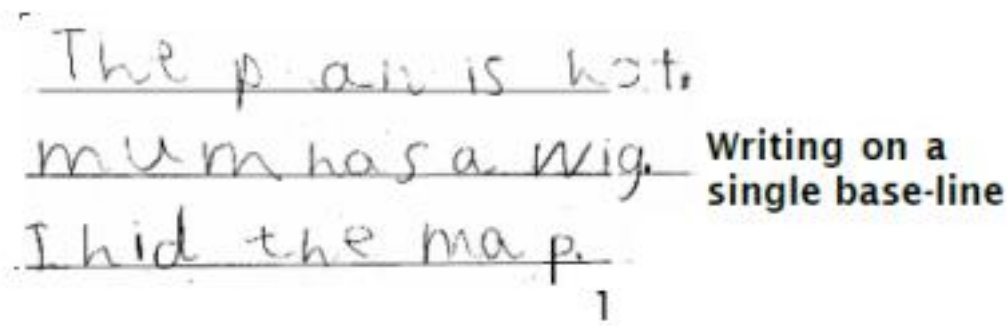 The pan is hot.
mum has a wig.
Writing on a
single base-line
I hid the map.
1